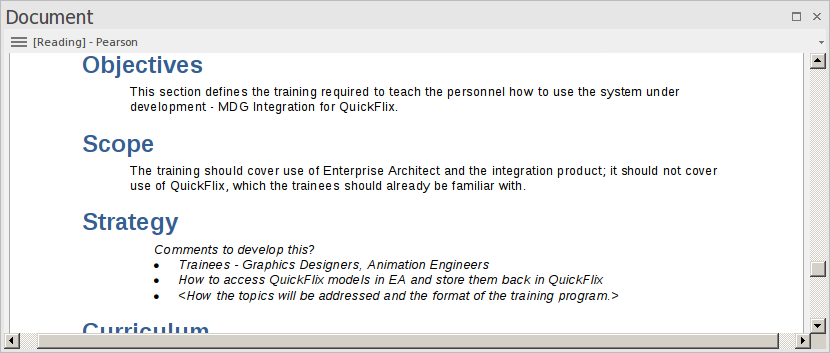 Document
[Reading] - Pearson
Objectives
This section defines the training required to teach the personnel how to use the system under
development - MDG Integration for QuickFlix.
Scope
The training should cover use of Enterprise Architect and the integration product; it should not cover
use of QuickFlix, which the trainees should already be familiar with.
Strategy
Comments to develop this?
• Trainees - Graphics Designers, Animation Engineers
• How to access QuickFlix models in EA and store them back in QuickFlix
• <How the topics will be addressed and the format of the training program.>
Curriculum